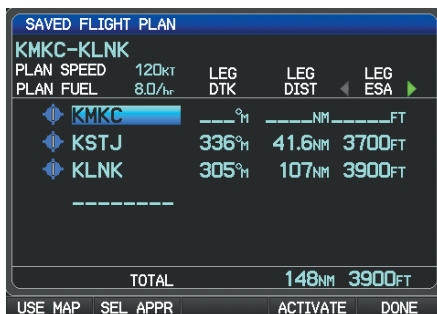 SAVED FLIGHT PLAN
KMKC-KLNK
PLAN SPEED 120KT LEG LEG LEG
PLAN FUEL 8.0/hr DTK DIST ESA
KMKC ___°M ____NM _____FT
KSTJ 336°M 41.6NM 3700FT
KLNK 305°M 107NM 3900FT
________
TOTAL 148NM 3900FT
USE MAP SEL APPR ACTIVATE DONE